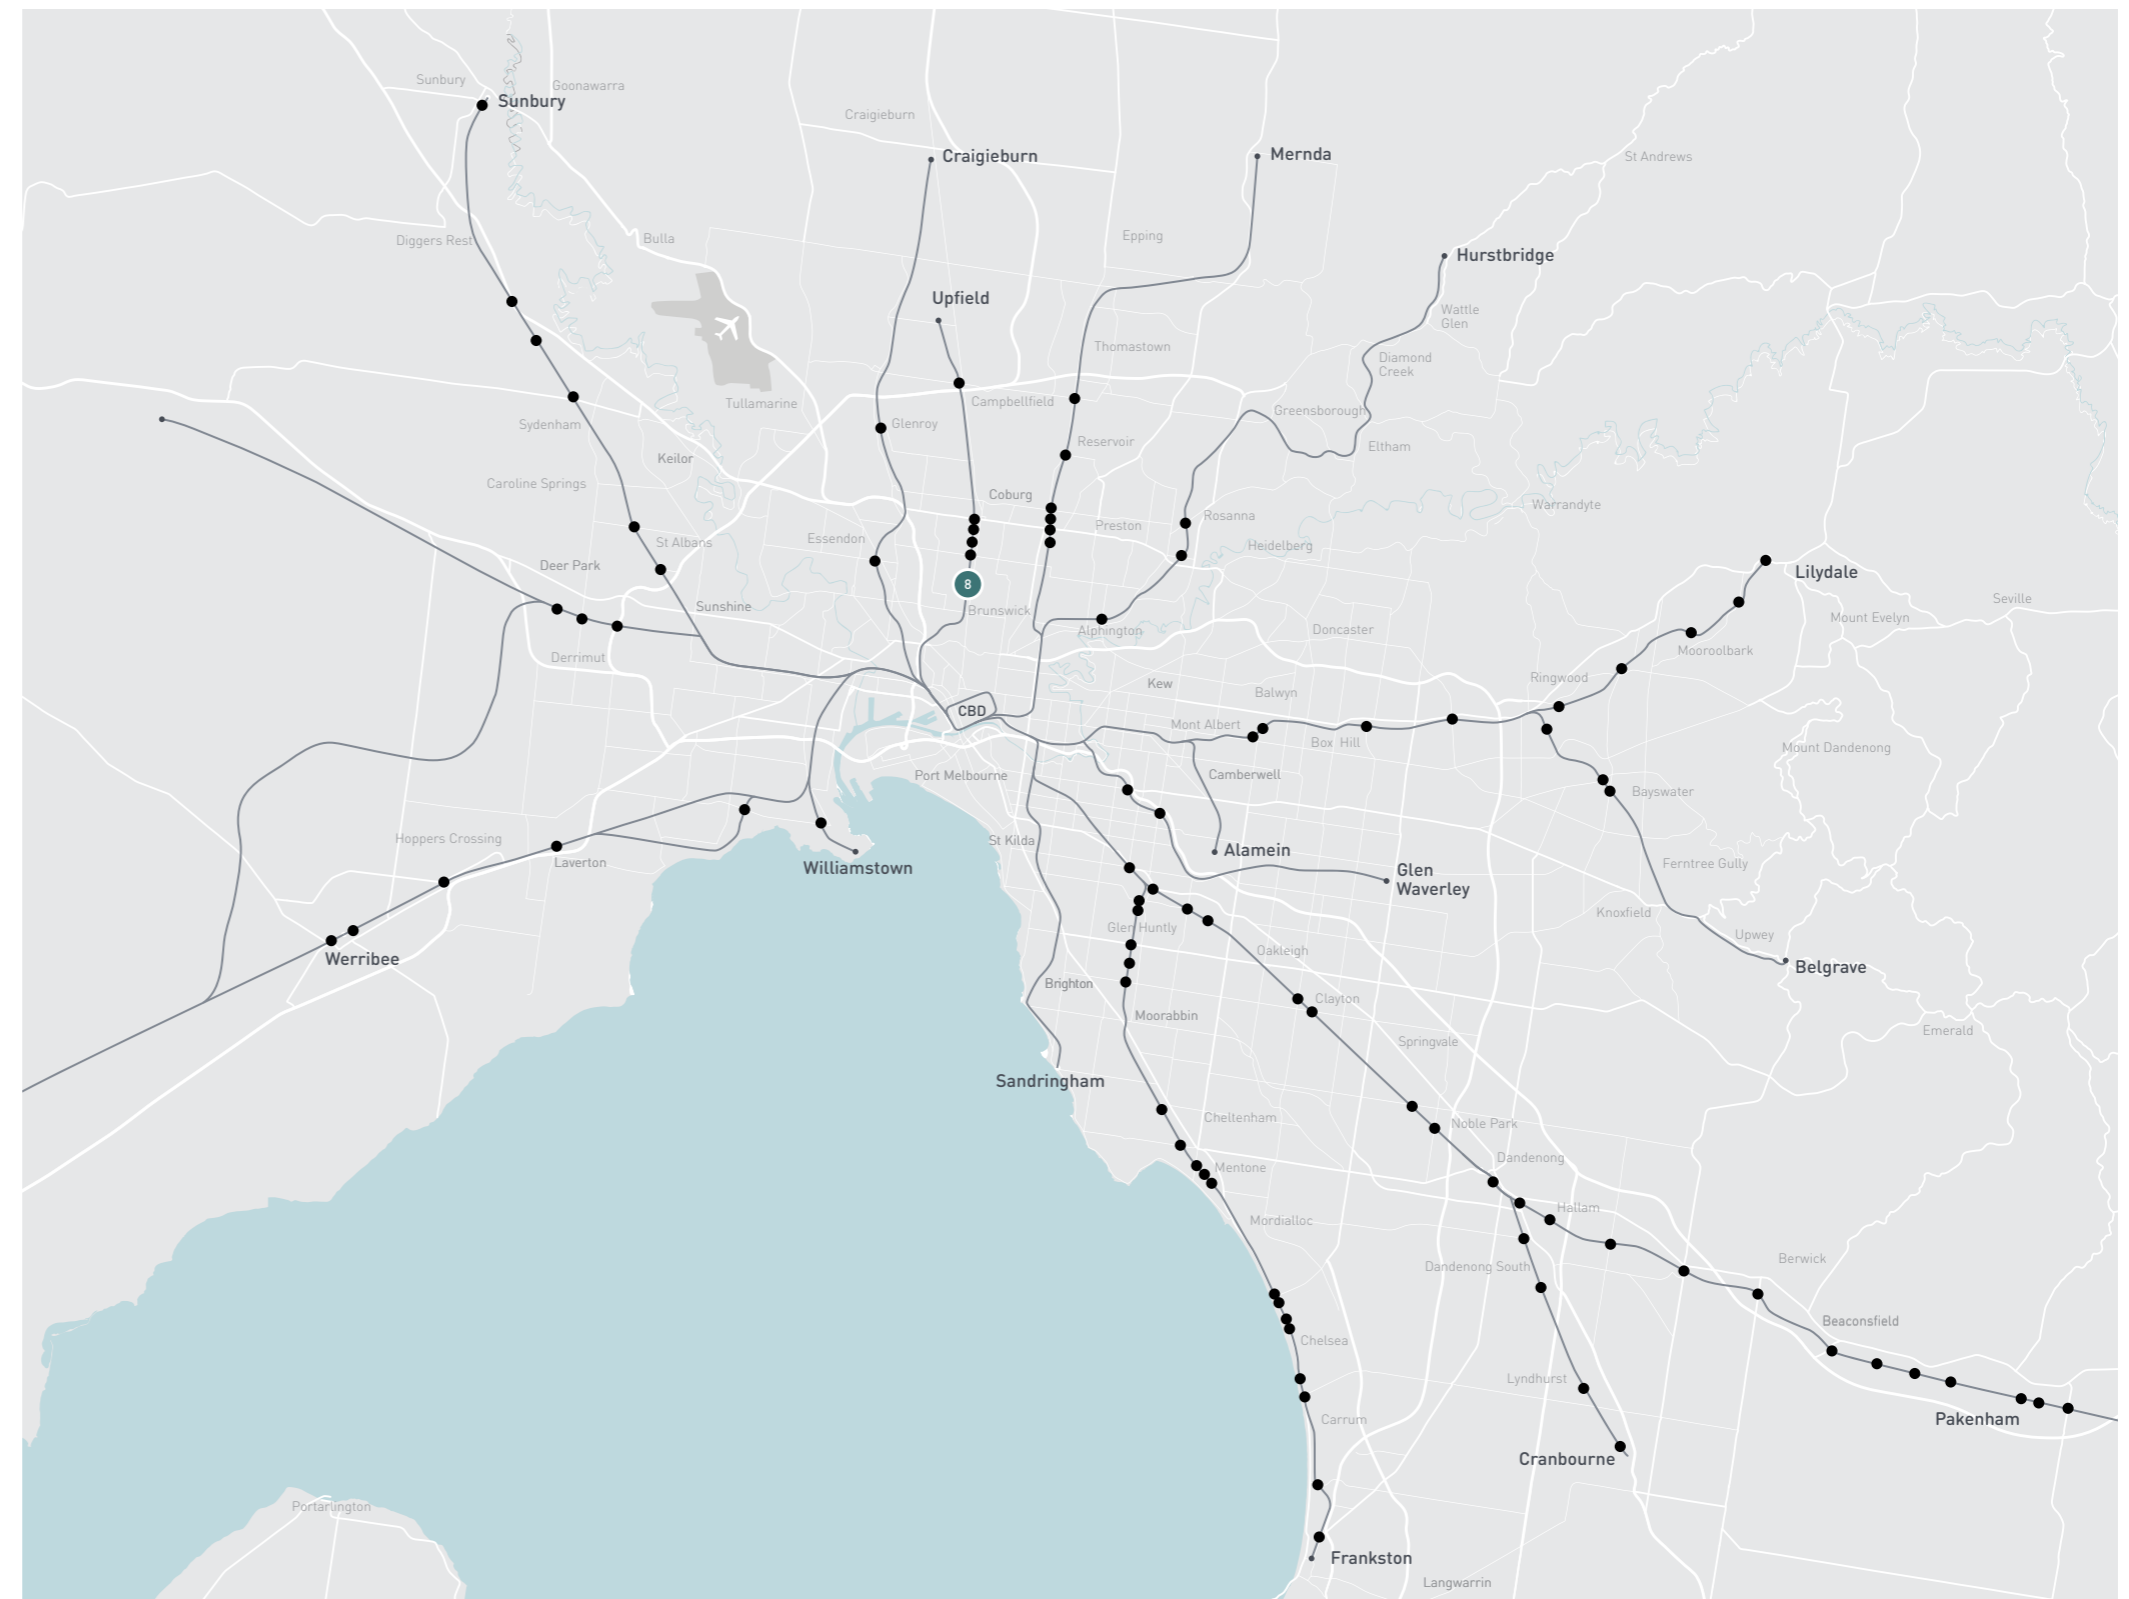 Sunbury
Goonawarra
Sunbury
Craigieburn
Craigieburn
Mernda
St Andrews
Diggers Rest
Bulla
Epping
Hurstbridge
Upfield
Wattle
Glen
Thomastown
Diamond
Creek
Tullamarine
Campbellfield
Greensborough
Sydenham
Glenroy
Reservoir
Eltham
Keilor
Caroline Springs
Coburg
Warrandyte
Preston
Rosanna
St Albans
Essendon
Heidelberg
Deer Park
Lilydale
8
Sunshine
Brunswick
Seville
Mount Evelyn
Alphington
Doncaster
Derrimut
Mooroolbark
Kew
Balwyn
Ringwood
CBD
Mont Albert
Box Hill
Mount Dandenong
Port Melbourne
Camberwell
Bayswater
Hoppers Crossing
St Kilda
Alamein
Laverton
Williamstown
Glen
Waverley
Ferntree Gully
Knoxfield
Glen Huntly
Upwey
Werribee
Oakleigh
Belgrave
Brighton
Clayton
Moorabbin
Emerald
Springvale
Sandringham
Cheltenham
Noble Park
Mentone
Dandenong
Hallam
Mordialloc
Dandenong South
Berwick
Beaconsfield
Chelsea
Lyndhurst
Carrum
Pakenham
Cranbourne
Portarlington
Frankston
Langwarrin